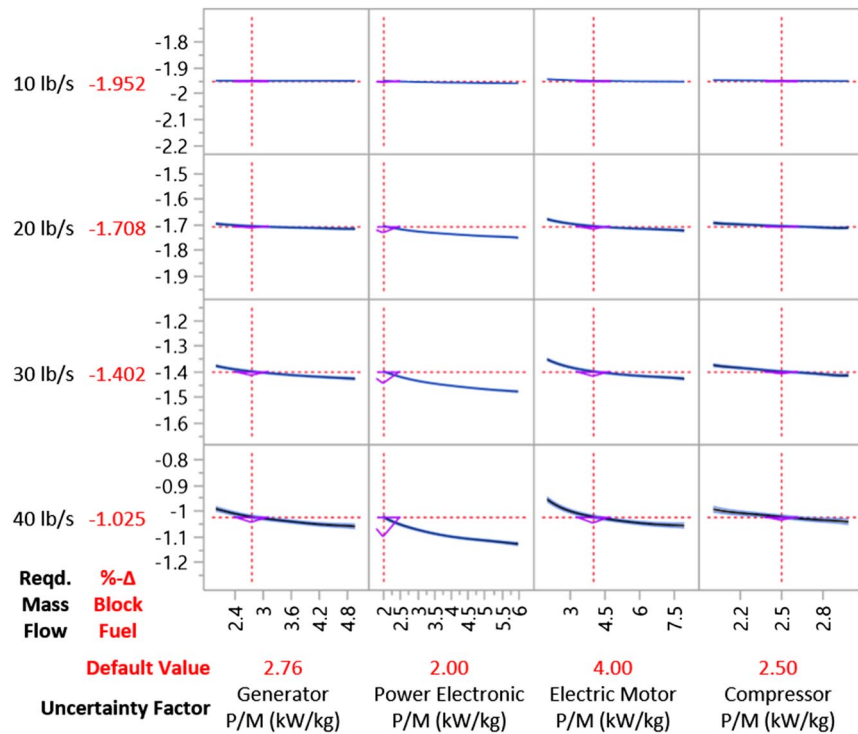 -1.8
-1.9
10 lb/s -1.952
-2
-2.1
-2.2
-1.5
-1.6
20 lb/s -1.708
-1.7
-1.8
-1.9
-1.2
-1.3
30 lb/s -1.402
-1.4
-1.5
-1.6
-0.8
-0.9
40 lb/s -1.025
-1
-1.1
-1.2
Reqd. %-Δ
Mass Block
Flow Fuel
2.4 3 3.6 4.2 4.8 2 2.5 3 3.5 4 4.5 5 5.5 6 3 4.5 6 7.5 2.2 2.5 2.8
Default Value 2.76 2.00 4.00 2.50
Uncertainty Factor Generator Power Electronic Electric Motor Compressor
P/M (kW/kg) P/M (kW/kg) P/M (kW/kg) P/M (kW/kg)